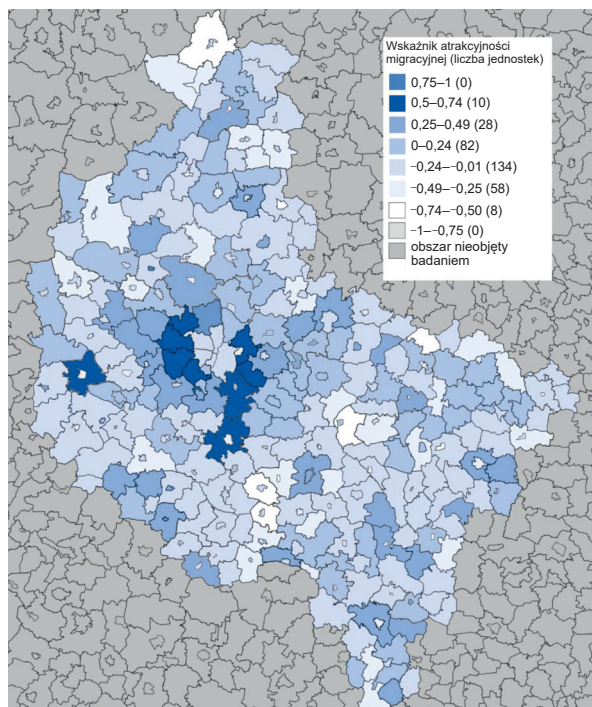 Wskaźnik atrakcyjności
migracyjnej (liczba jednostek)
0,75–1 (0)
0,5–0,74 (10)
0,25–0,49 (28)
0–0,24 (82)
-0,24–-0,01 (134)
-0,49–-0,25 (58)
-0,74–-0,50 (8)
-1–-0,75 (0)
obszar nieobjęty
badaniem